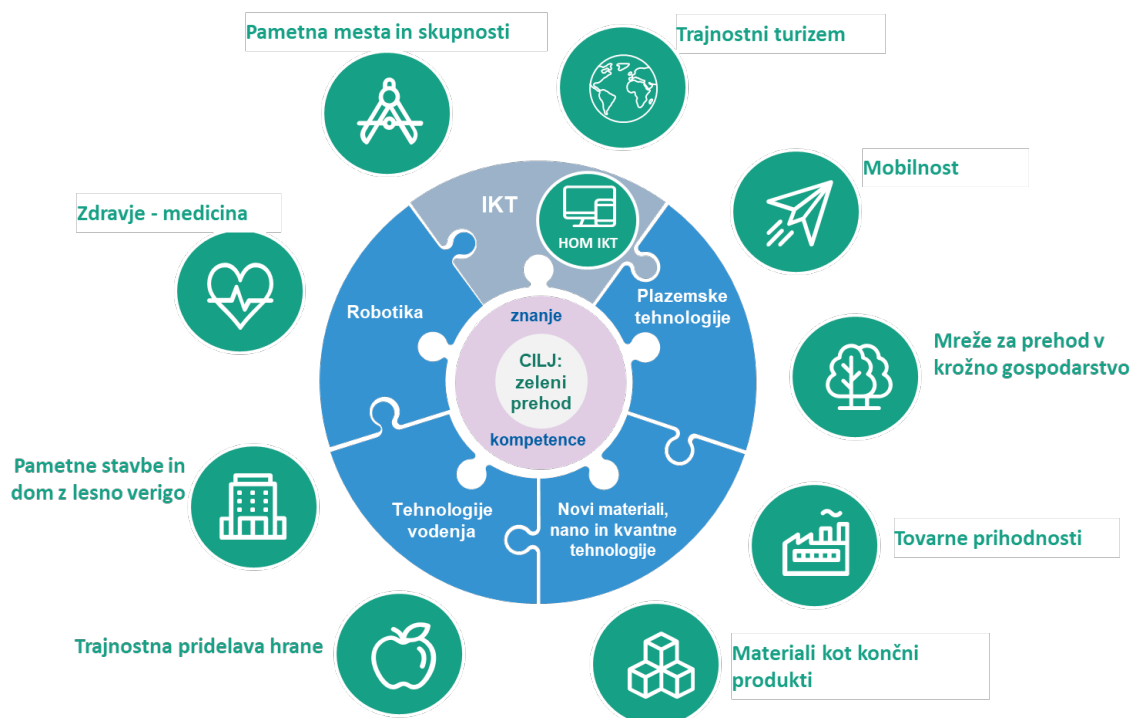 Pametna mesta in skupnosti
Trajnostni turizem
Mobilnost
Zdravje - medicina
IKT
HOM IKT
Robotika
Plazemske
tehnologije
znanje
CILJ:
zeleni
prehod
kompetence
Mreže za prehod v
krožno gospodarstvo
Pametne stavbe in
dom z lesno verigo
Tehnologije
vodenja
Novi materiali,
nano in kvantne
tehnologije
Tovarne prihodnosti
Trajnostna pridelava hrane
Materiali kot končni
produkti